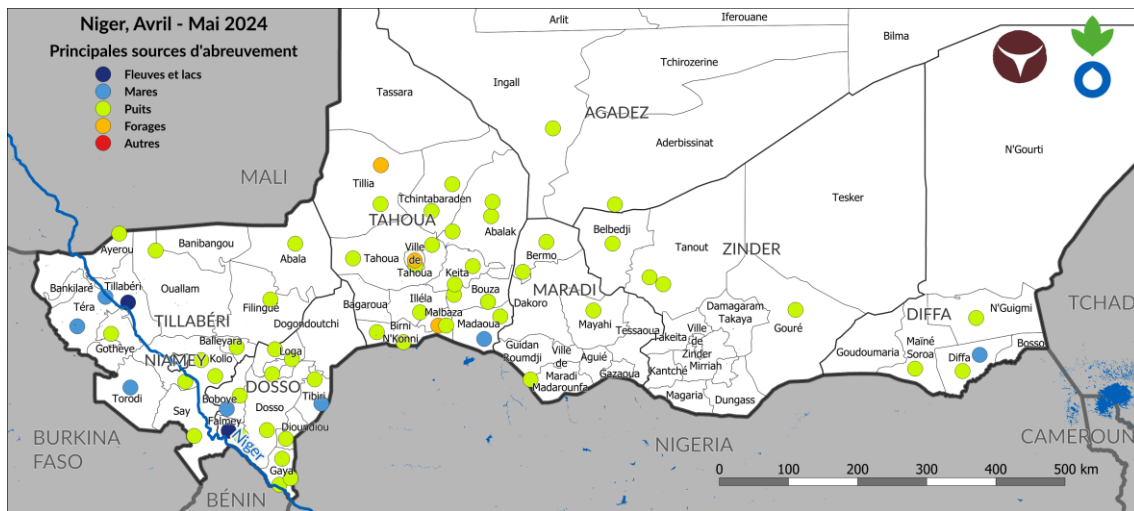 Niger, Avril - Mai 2024
Principales sources d'abreuvement
Fleuves et lacs
Mares
Puits
Forages
Autres
Arlit
Iferouane
Bilma
Tchirozerine
Ingall
Tassara
AGADEZ
Aderbissinat
N'Gourti
MALI
Tillia
Tchintabaraden
TAHOUA
Abalak
Tesker
Belbedji
Tanout
ZINDER
Ayerou
Banibangou
Abala
Tahoua
Ville
de
Tahoua
Keita
Bermo
Bankilaré
Tillabéri
Ouallam
Téra
Filingué
Bagaroua
Illéla
Bouza
Dakoro
MARADI
Damagaram
Takaya
Gouré
DIFFA
N'Guigmi
TCHAD
TILLABÉRI
Dogondoutchi
Malbaza
Madaoua
Mayahi
Tessaoua
Birni
N'Konni
Gothèye
Balleyara
Kollo
NIAMEY
Loga
Guidan
Roumdji
Ville
de
Maradi
Madarounfa
Aguié
Gazaoua
Takeita
Ville
de
Zinder
Mirriah
Kantché
Magaria
Dungass
Goudoumaria
Maïné
Soroa
Diffa
Bosso
Torodi
Say
DOSSO
Boboye
Dosso
Tibiri
Falmey
Dioundiou
Niger
Gaya
BURKINA
FASO
BÉNIN
NIGERIA
CAMEROUN
0 100 200 300 400 500 km